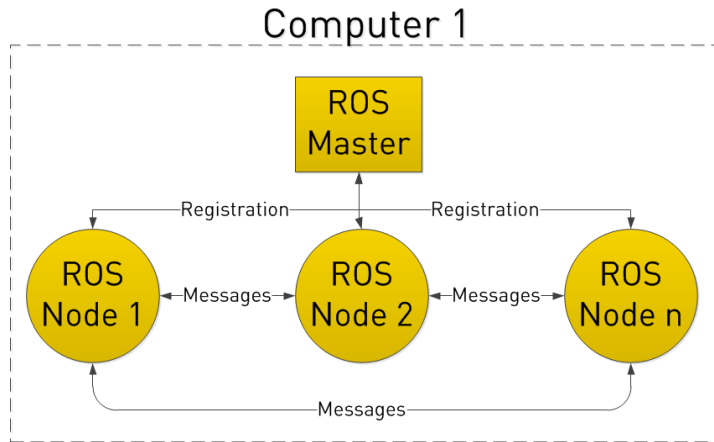 Computer 1
ROS
Master
Registration
Registration
ROS
Node 1
Messages
ROS
Node 2
Messages
ROS
Node n
Messages